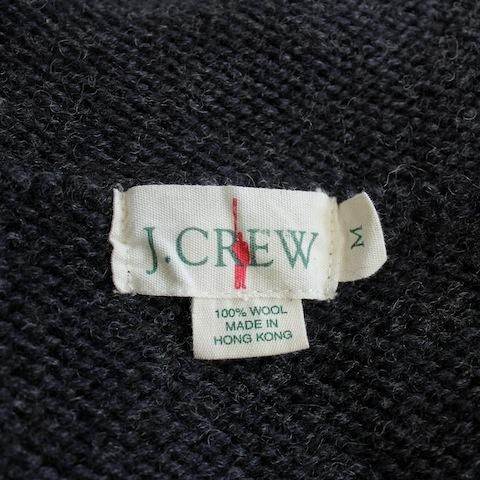 J.CREW
M
100% WOOL
MADE IN
HONG KONG